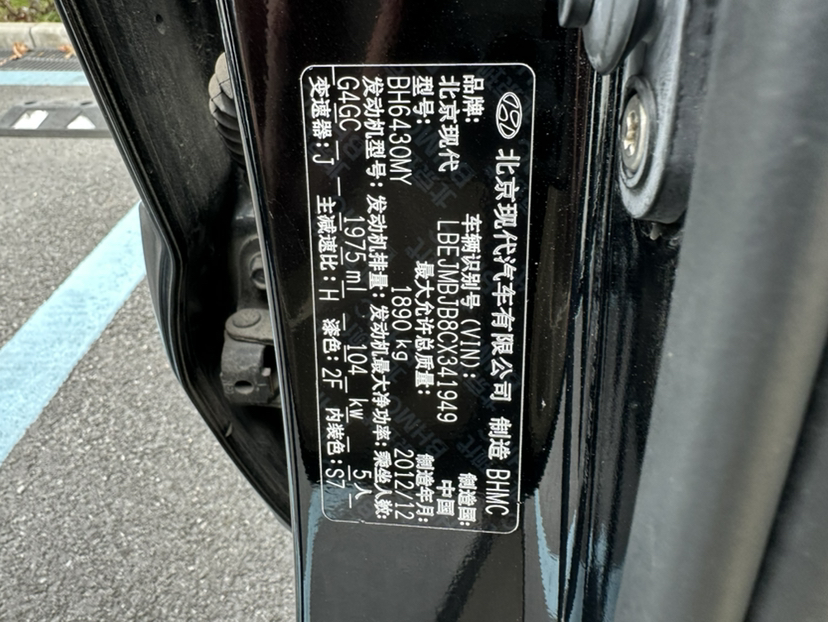 北京现代汽车有限公司 制造 BHMC
品牌: 车辆识别号 (VIN): 制造国:
北京现代 LBEJMBJB8CX341949 中国
型号: 最大允许总质量: 制造年月:
BH6430MY 1890 kg 2012/12
发动机型号: 发动机排量: 发动机最大净功率: 乘坐人数:
G4GC 1975 ml 104 kw 5人
变速器: J 主减速比: H 漆色: 2F 内装色: S7